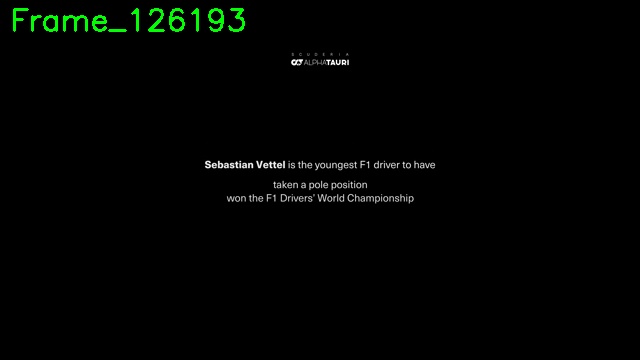 Frame_126193
SCUDERIA
ALPHATAURI
Sebastian Vettel is the youngest F1 driver to have
taken a pole position
won the F1 Drivers' World Championship